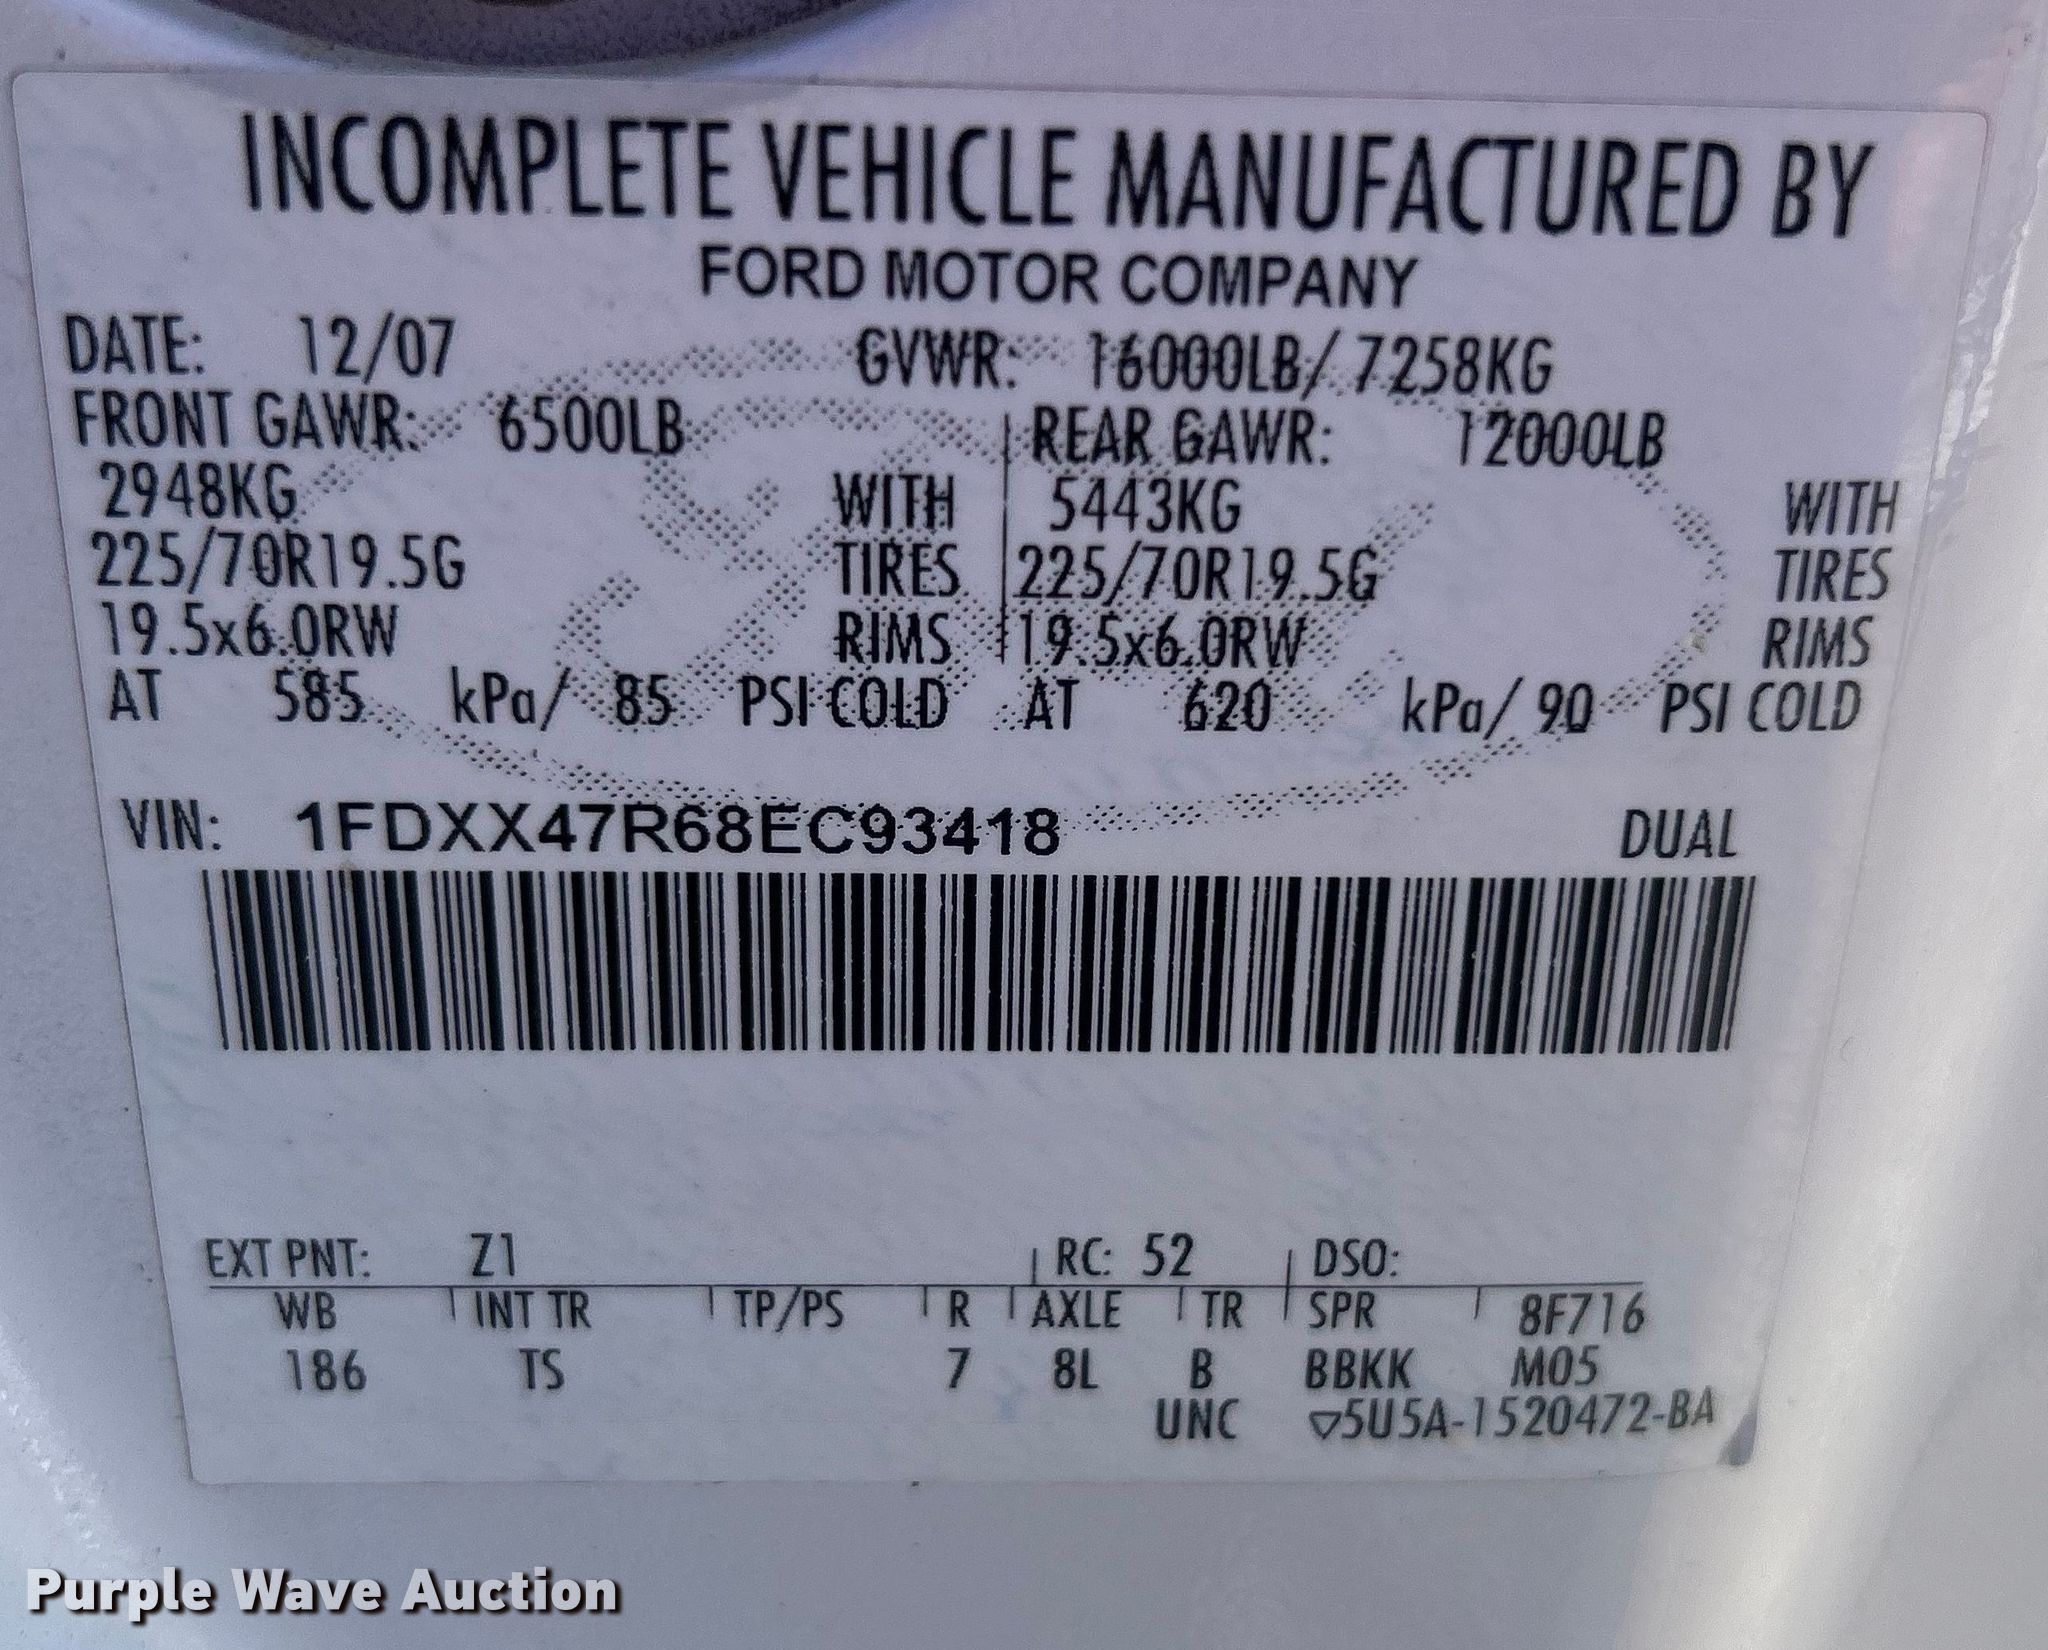 INCOMPLETE VEHICLE MANUFACTURED BY
FORD MOTOR COMPANY
DATE: 12/07 GVWR: 16000LB/ 7258KG
FRONT GAWR: 6500LB REAR GAWR: 12000LB
2948KG WITH 5443KG WITH
225/70R19.5G TIRES 225/70R19.5G TIRES
19.5x6.0RW RIMS 19.5x6.0RW RIMS
AT 585 kPa/ 85 PSI COLD AT 620 kPa/ 90 PSI COLD
VIN: 1FDXX47R68EC93418 DUAL
EXT PNT: Z1 RC: 52 DSO:
WB INT TR TP/PS R AXLE TR SPR 8F716
186 TS 7 8L B BBKK M05
UNC ▽5U5A-1520472-BA
Purple Wave Auction